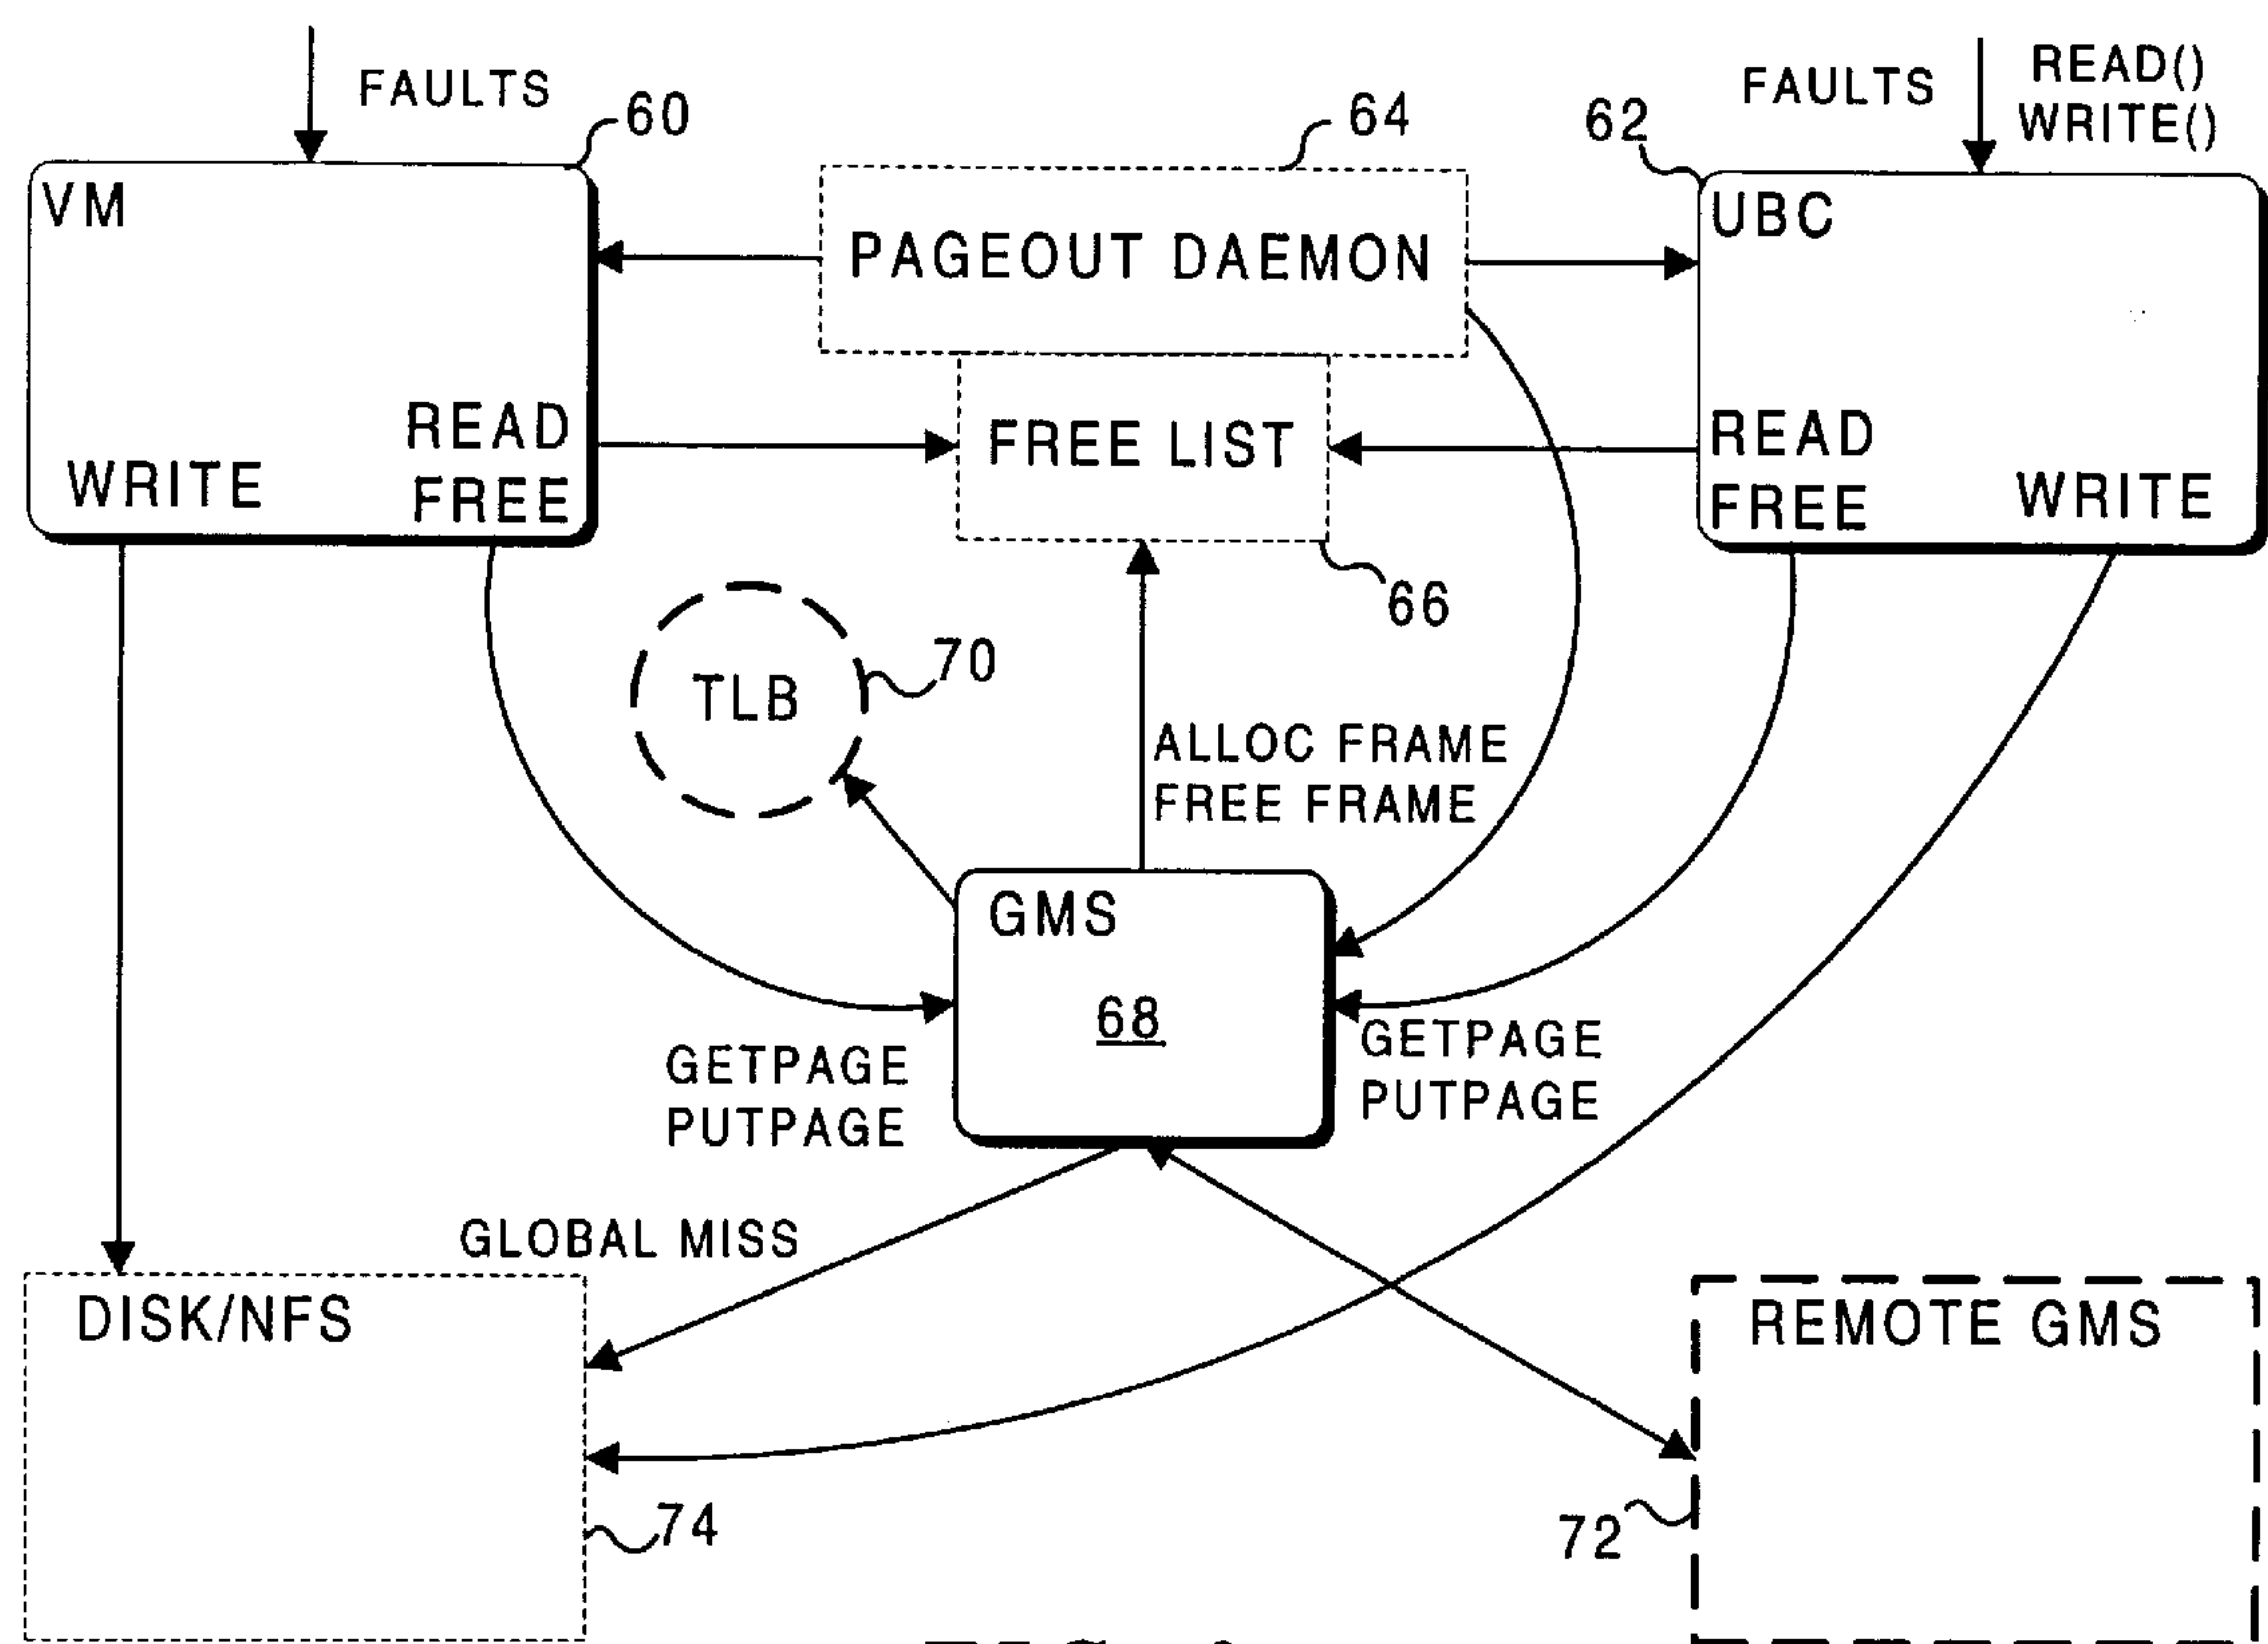 FAULTS
60
64
62
FAULTS
READ()
WRITE()
VM
PAGEOUT DAEMON
UBC
READ
FREE
WRITE
FREE LIST
READ
FREE
WRITE
66
TLB
70
ALLOC FRAME
FREE FRAME
GMS
68
GETPAGE
PUTPAGE
GETPAGE
PUTPAGE
GLOBAL MISS
DISK/NFS
REMOTE GMS
74
72